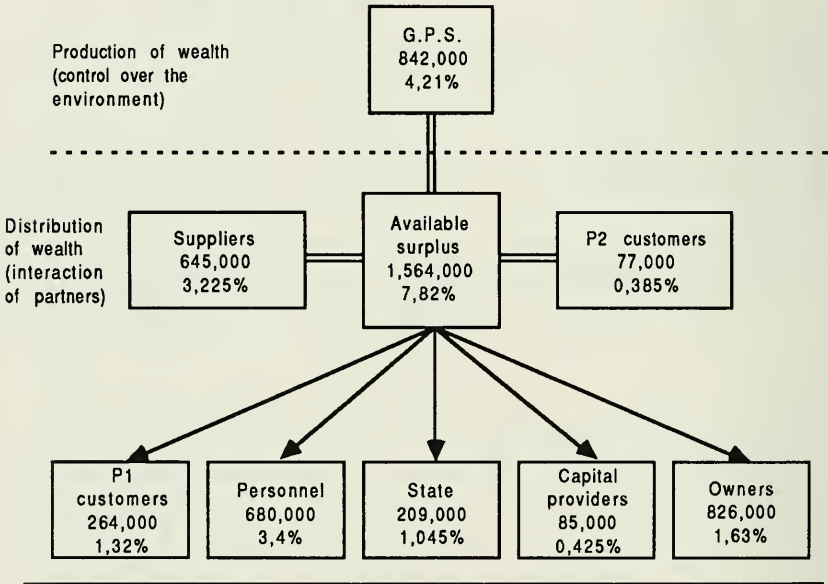 Production of wealth
(control over the
environment)
G.P.S.
842,000
4,21%
Distribution
of wealth
(interaction
of partners)
Suppliers
645,000
3,225%
Available
surplus
1,564,000
7,82%
P2 customers
77,000
0,385%
P1
customers
264,000
1,32%
Personnel
680,000
3,4%
State
209,000
1,045%
Capital
providers
85,000
0,425%
Owners
826,000
1,63%